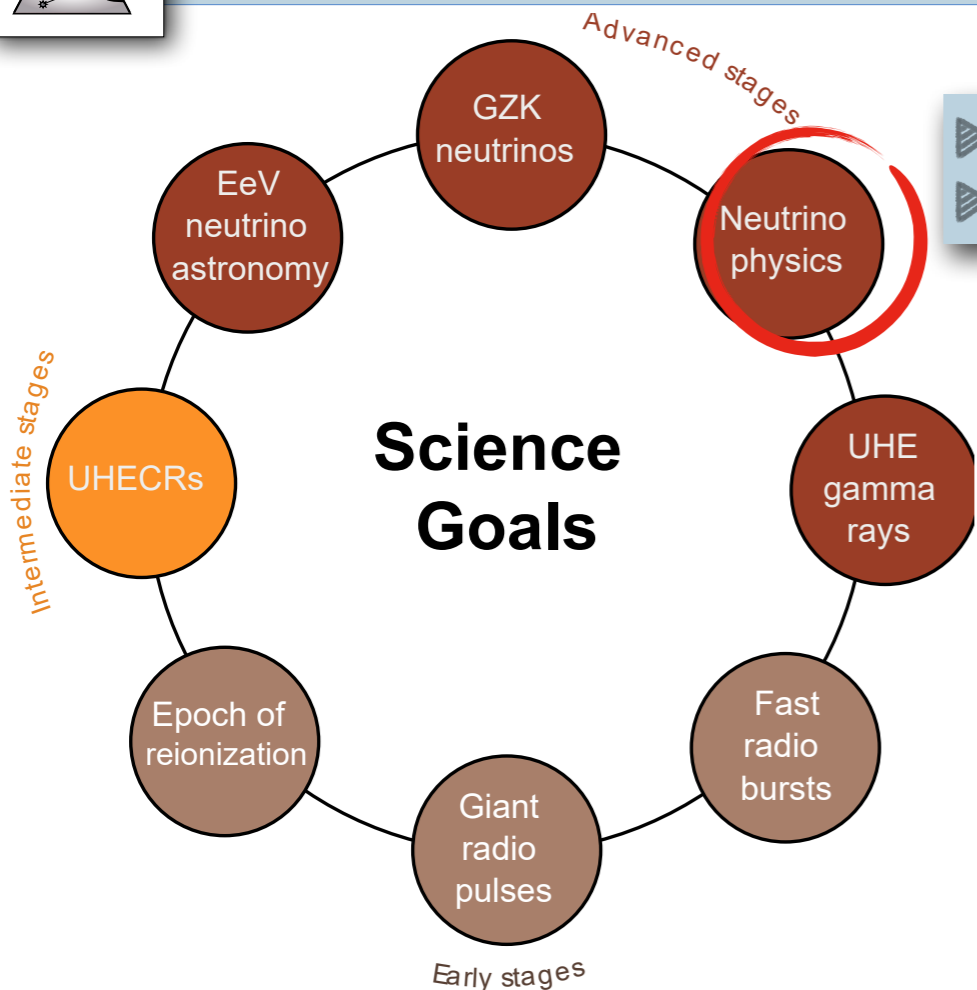 Advanced stages
GZK
neutrinos
EeV
neutrino
astronomy
Neutrino
physics
Intermediate stages
UHECRs
Science
Goals
UHE
gamma
rays
Epoch of
reionization
Fast
radio
bursts
Giant
radio
pulses
Early stages